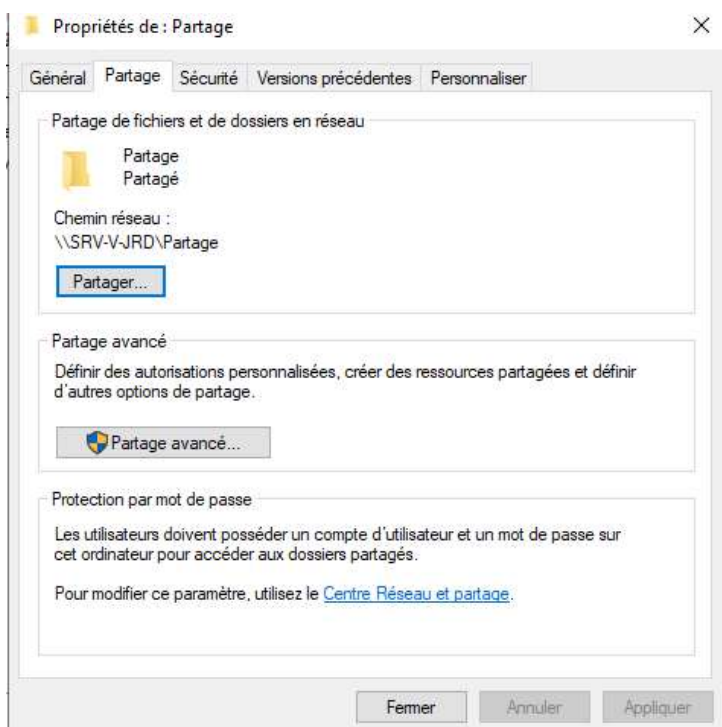 Propriétés de : Partage
Général Partage Sécurité Versions précédentes Personnaliser
Partage de fichiers et de dossiers en réseau
Partage
Partagé
Chemin réseau :
\\SRV-V-JRD\Partage
Partager...
Partage avancé
Définir des autorisations personnalisées, créer des ressources partagées et définir
d'autres options de partage.
Partage avancé...
Protection par mot de passe
Les utilisateurs doivent posséder un compte d'utilisateur et un mot de passe sur
cet ordinateur pour accéder aux dossiers partagés.
Pour modifier ce paramètre, utilisez le Centre Réseau et partage.
Fermer Annuler Appliquer